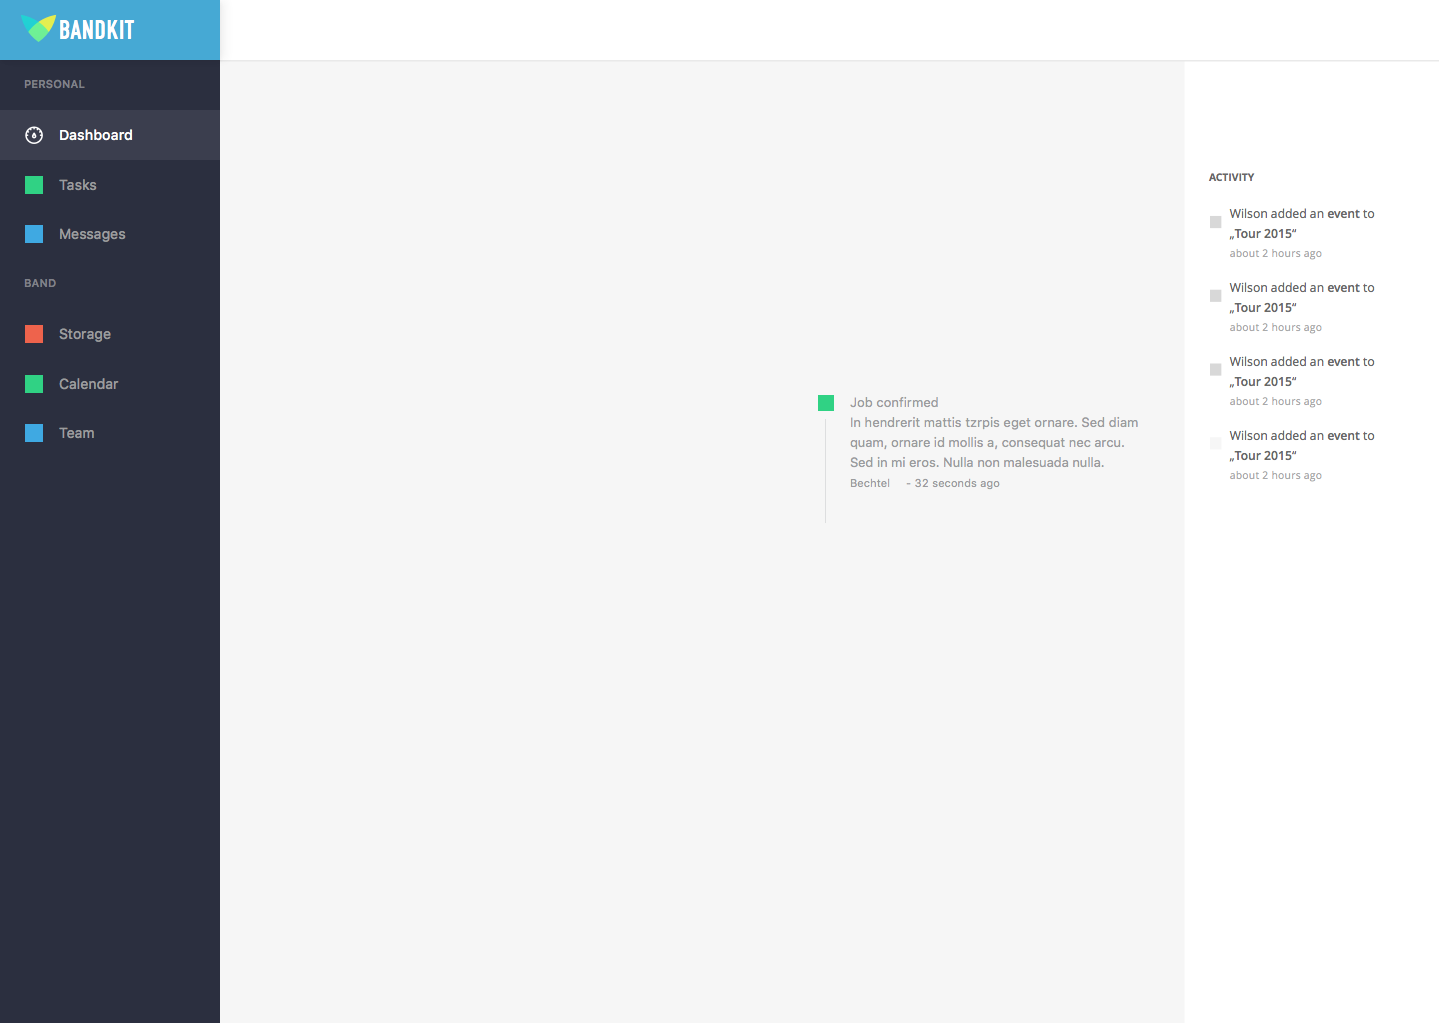 BANDKIT
PERSONAL
Dashboard
Tasks
Messages
BAND
Storage
Calendar
Team
Job confirmed
In hendrerit mattis tzrpis eget ornare. Sed diam
quam, ornare id mollis a, consequat nec arcu.
Sed in mi eros. Nulla non malesuada nulla.
Bechtel - 32 seconds ago
ACTIVITY
Wilson added an event to
„Tour 2015“
about 2 hours ago
Wilson added an event to
„Tour 2015“
about 2 hours ago
Wilson added an event to
„Tour 2015“
about 2 hours ago
Wilson added an event to
„Tour 2015“
about 2 hours ago